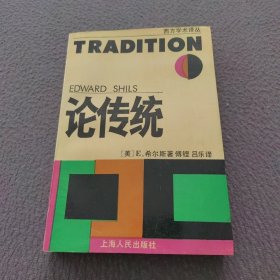 西方学术译丛
TRADITION
EDWARD SHILS
论传统
〔美〕E.希尔斯著 傅铿 吕乐译
上海人民出版社